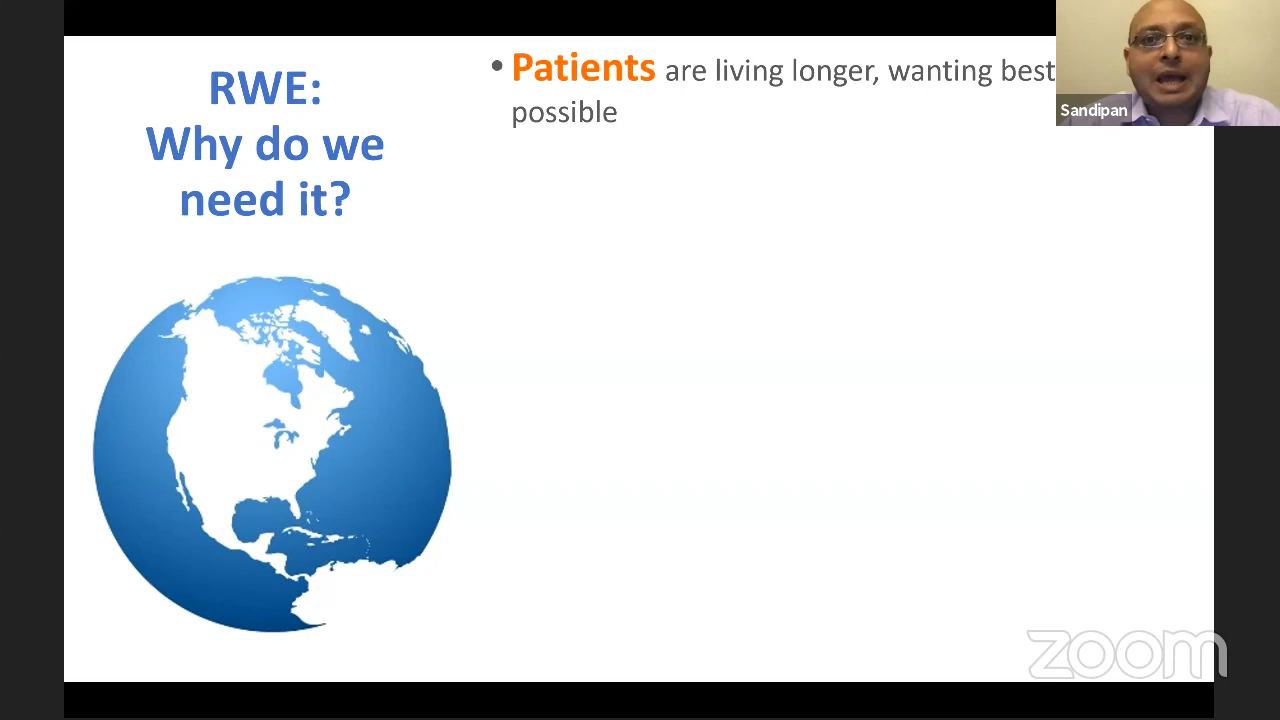 RWE:
Why do we
need it?
• Patients are living longer, wanting best
possible
Sandipan
zoom